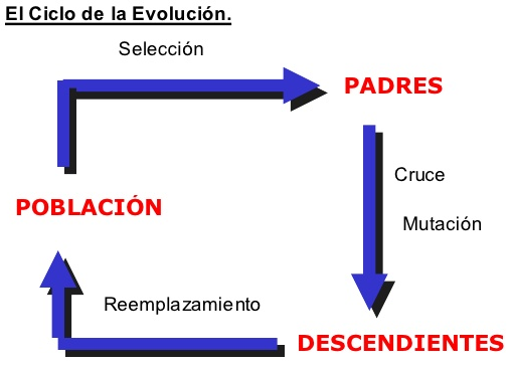 El Ciclo de la Evolución.
Selección
PADRES
Cruce
Mutación
POBLACIÓN
Reemplazamiento
DESCENDIENTES